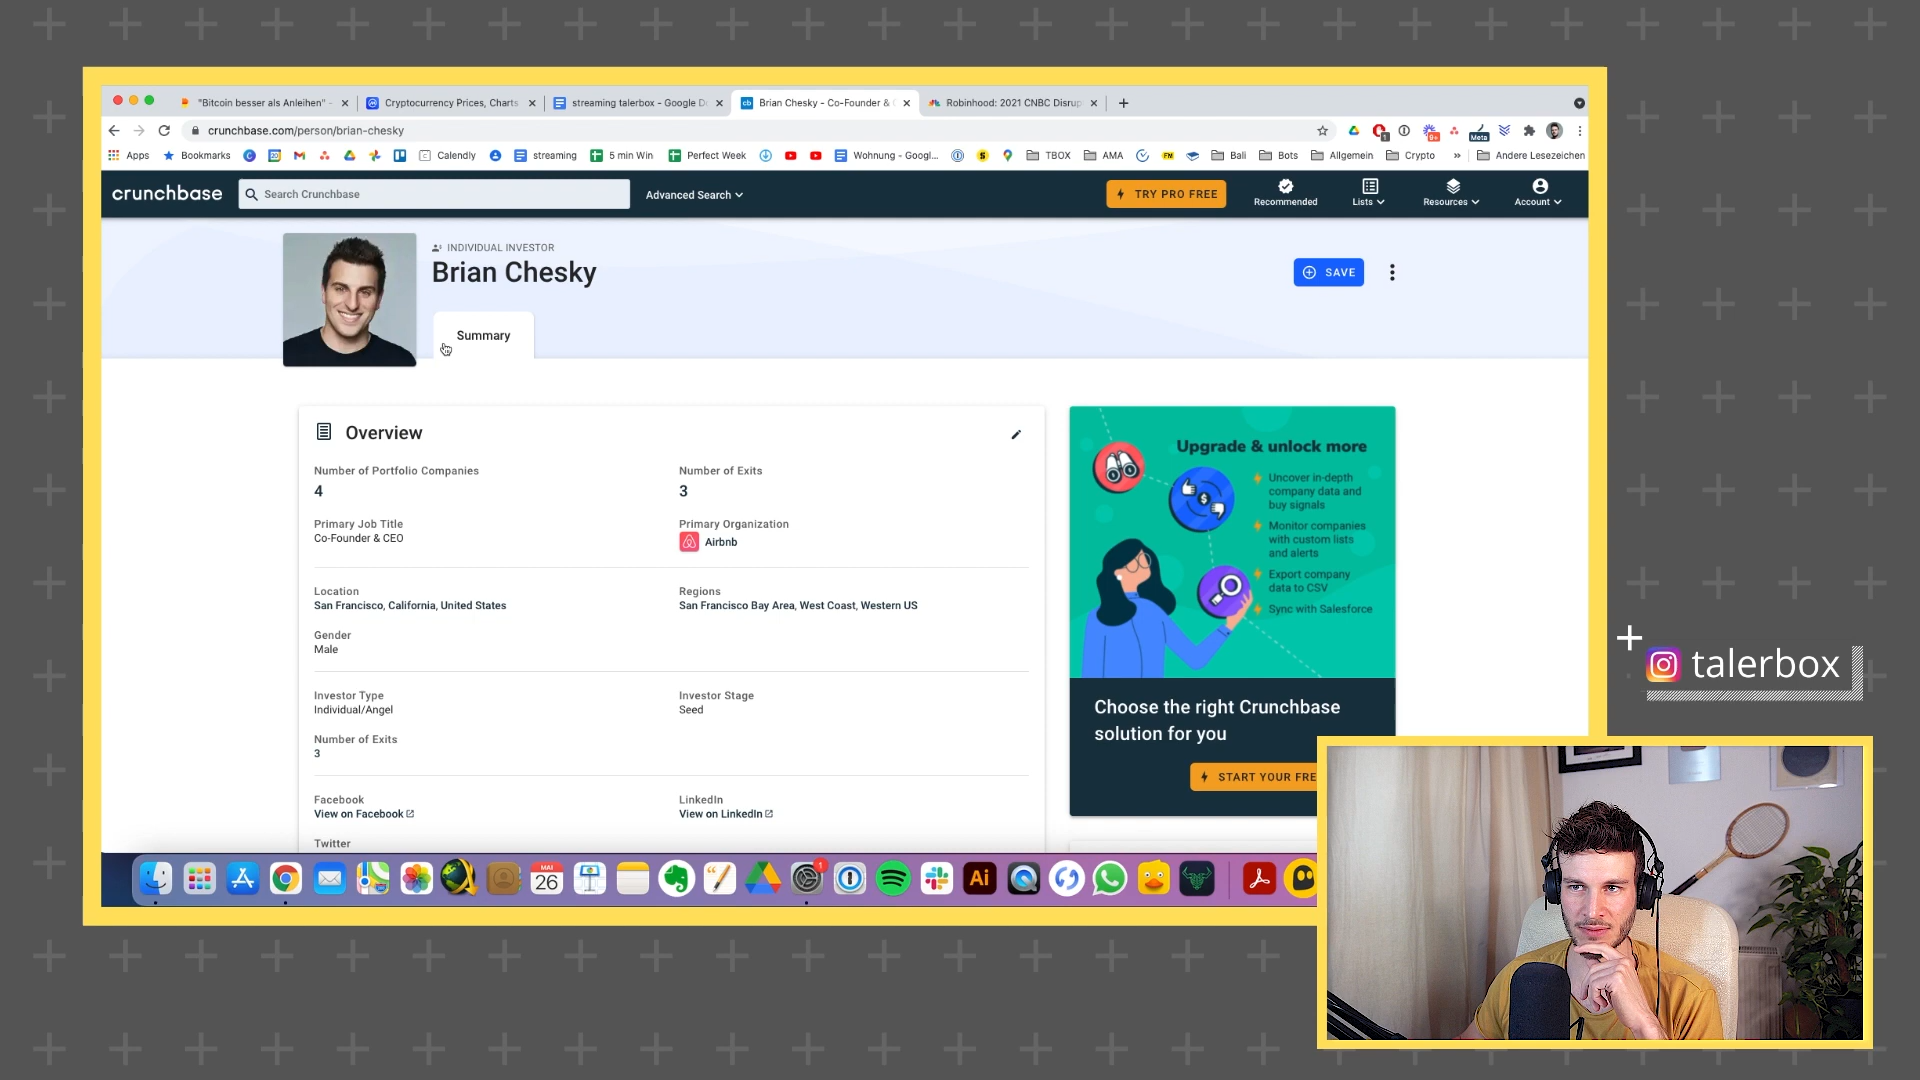 "Bitcoin besser als Anleihen" -
Cryptocurrency Prices, Charts
streaming talerbox - Google D
Brian Chesky - Co-Founder &
Robinhood: 2021 CNBC Disrup
crunchbase.com/person/brian-chesky
Meta
Apps
Bookmarks
Calendly
streaming
5 min Win
Perfect Week
Wohnung - Googl...
TBOX
AMA
FN
Bali
Bots
Allgemein
Crypto
»
Andere Lesezeichen
crunchbase
Search Crunchbase
Advanced Search
TRY PRO FREE
Recommended
Lists
Resources
Account
INDIVIDUAL INVESTOR
Brian Chesky
SAVE
Summary
Overview
Number of Portfolio Companies
4
Number of Exits
3
Primary Job Title
Co-Founder & CEO
Primary Organization
Airbnb
Location
San Francisco, California, United States
Regions
San Francisco Bay Area, West Coast, Western US
Gender
Male
Investor Type
Individual/Angel
Investor Stage
Seed
Number of Exits
3
Facebook
View on Facebook
LinkedIn
View on LinkedIn
Twitter
Upgrade & unlock more
Uncover in-depth
company data and
buy signals
Monitor companies
with custom lists
and alerts
Export company
data to CSV
Sync with Salesforce
Choose the right Crunchbase
solution for you
START YOUR FRE
talerbox
MAI
26
1
Ai